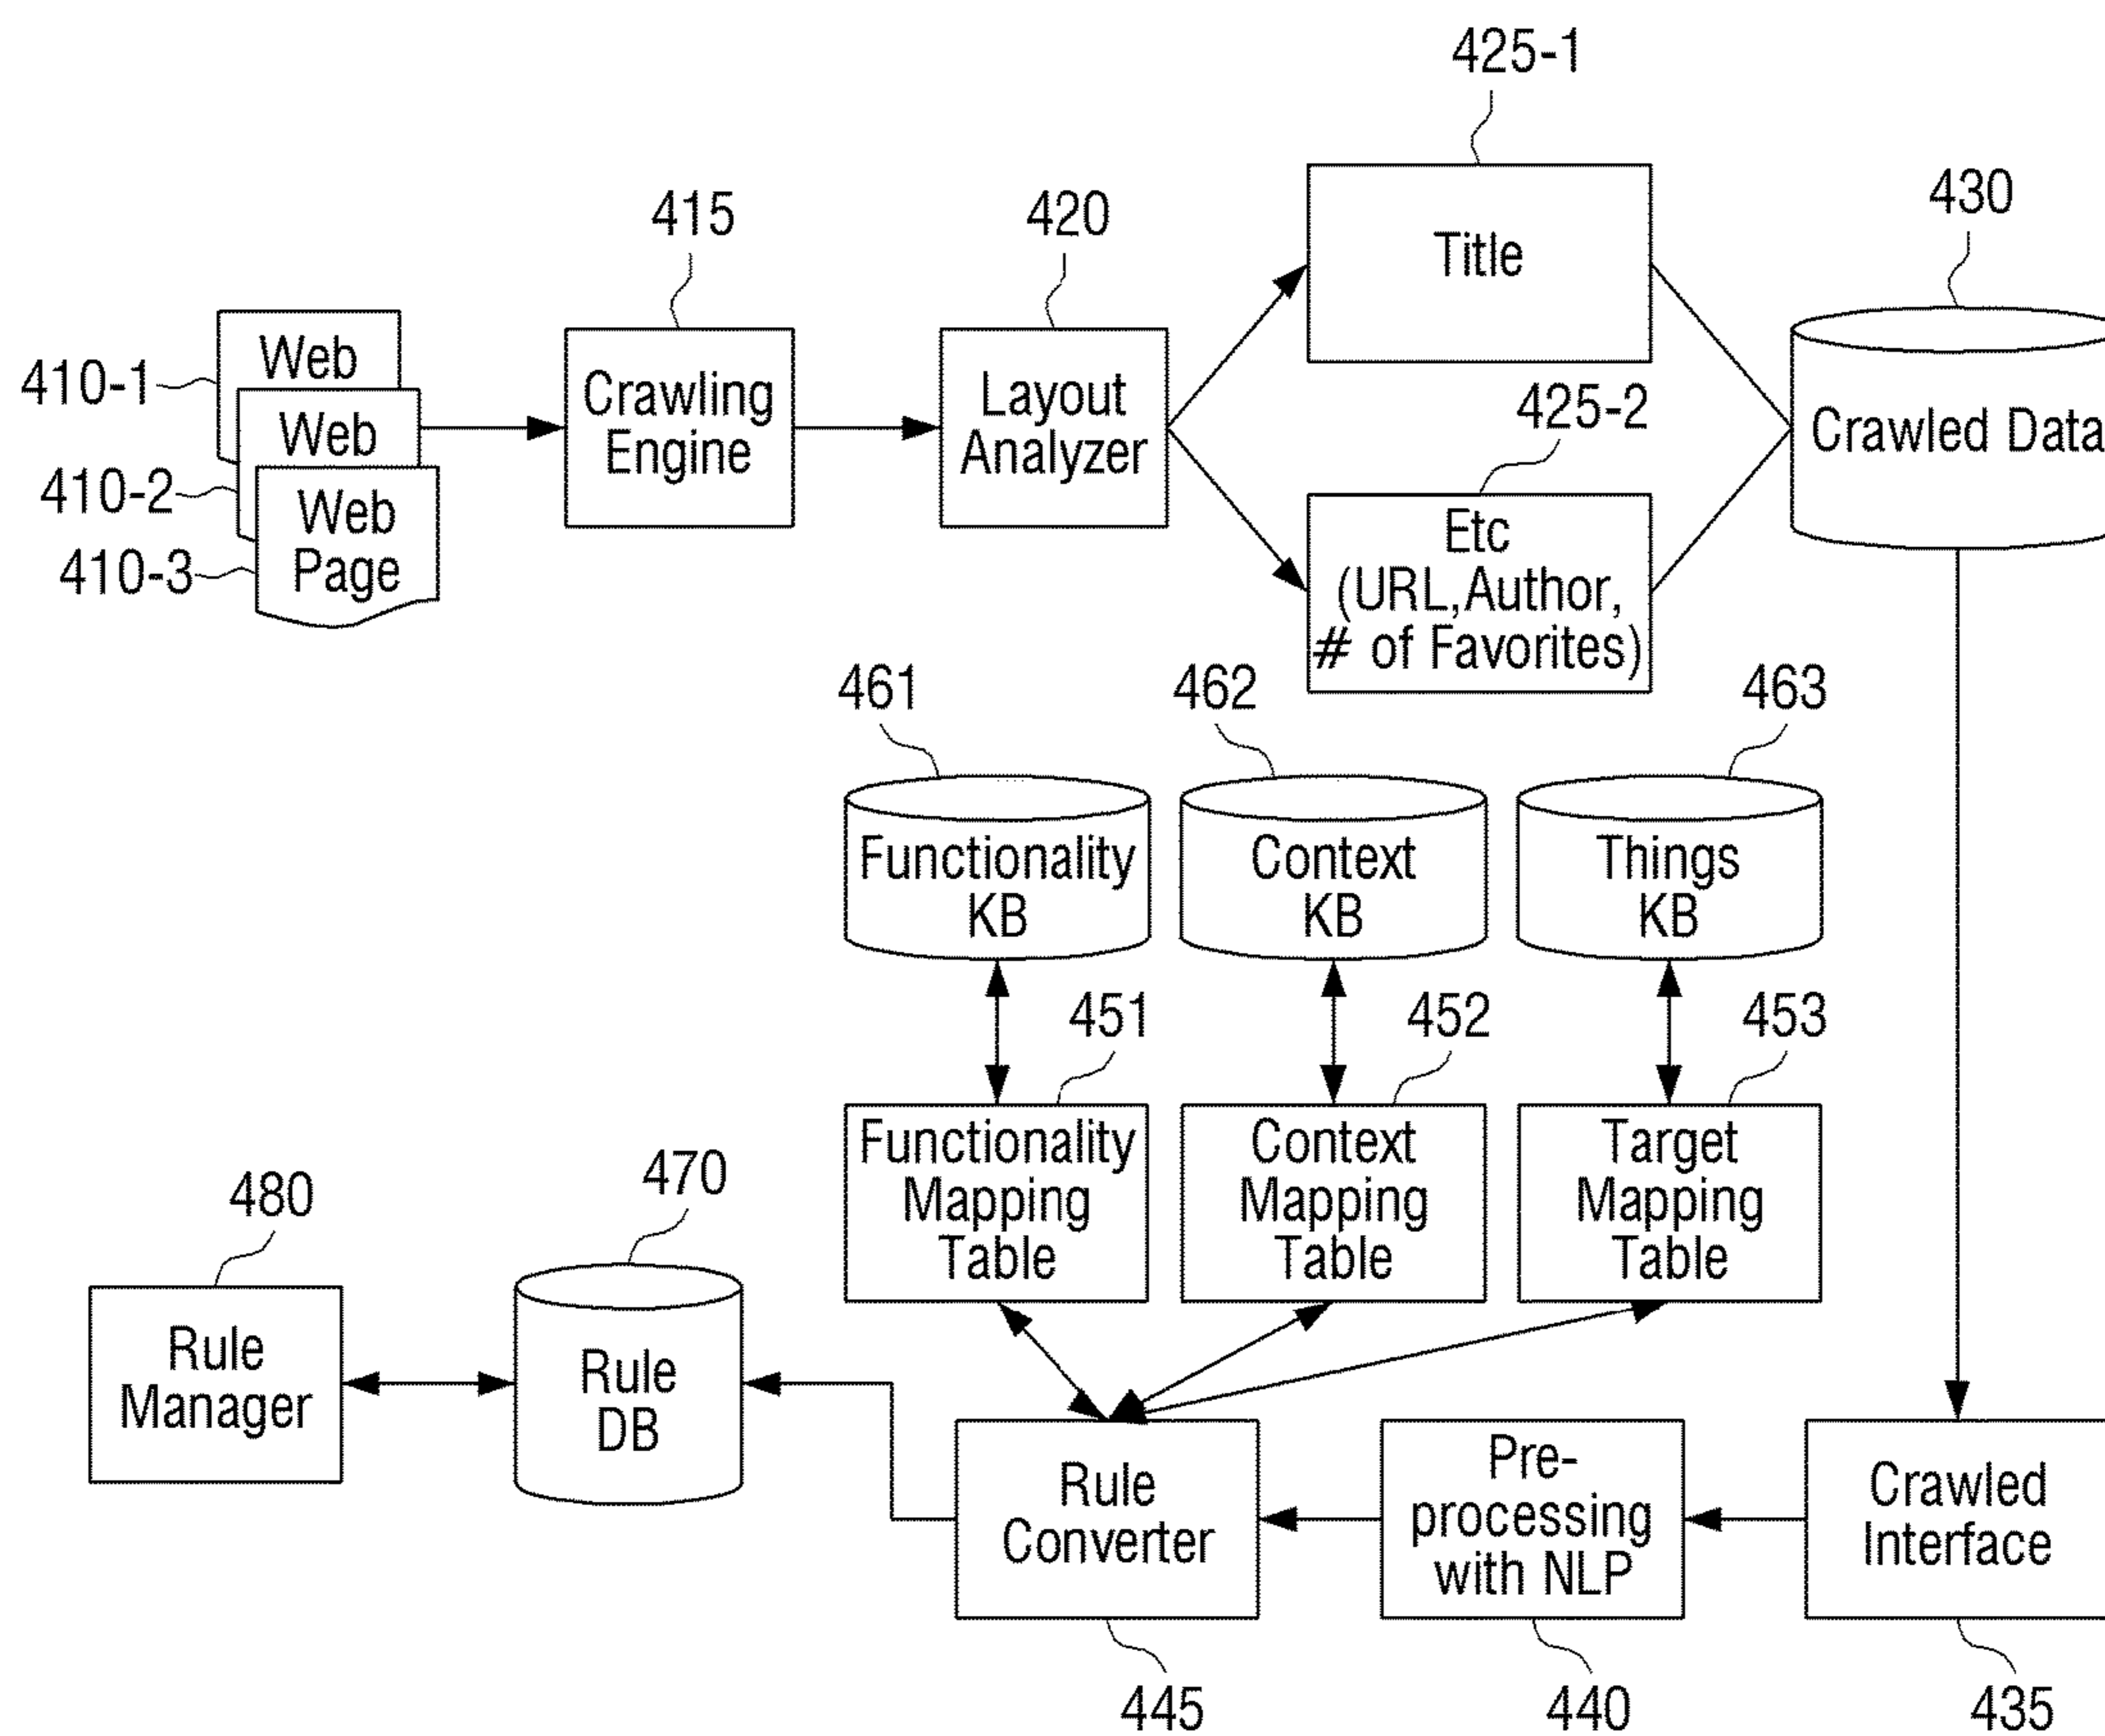 425-1
415
420
430
Title
410-1
Web
Crawling
Engine
Layout
Analyzer
425-2
Crawled Data
410-2
Web
410-3
Web
Page
Etc
(URL,Author,
# of Favorites)
461
462
463
Functionality
KB
Context
KB
Things
KB
451
452
453
Functionality
Mapping
Table
Context
Mapping
Table
Target
Mapping
Table
480
470
Rule
Manager
Rule
DB
Rule
Converter
Pre-
processing
with NLP
Crawled
Interface
445
440
435